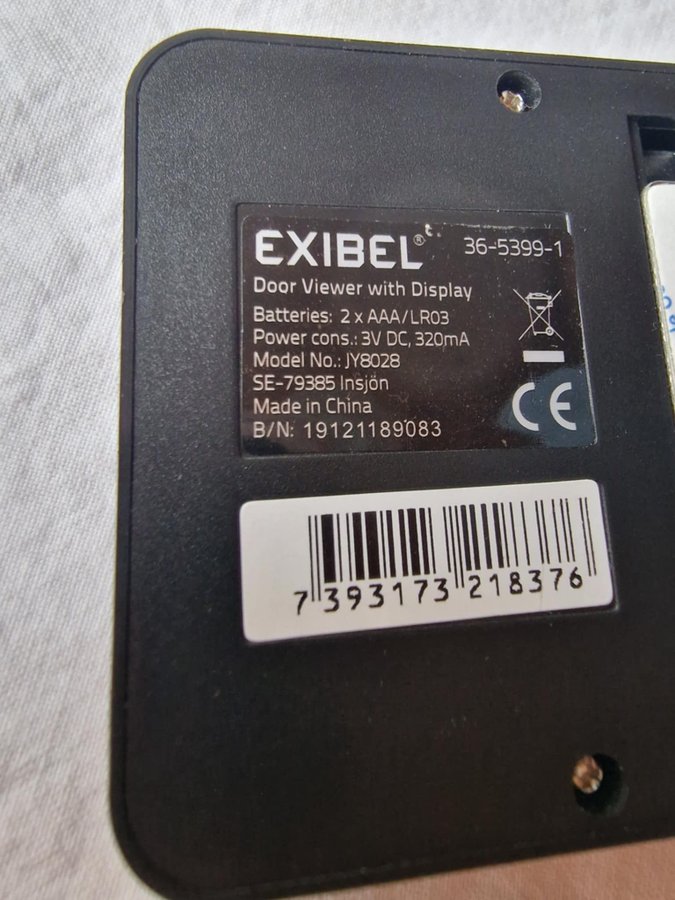 EXIBEL® 36-5399-1
Door Viewer with Display
Batteries: 2 x AAA/LR03
Power cons.: 3V DC, 320mA
Model No.: JY8028
SE-79385 Insjön
Made in China
B/N: 19121189083
CE
7 393173 218376